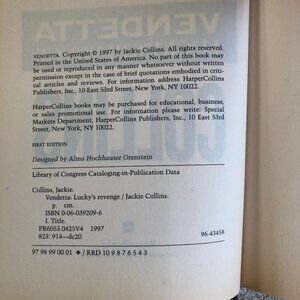 VENDETTA. Copyright © 1997 by Jackie Collins. All rights reserved.
Printed in the United States of America. No part of this book may
be used or reproduced in any manner whatsoever without written
permission except in the case of brief quotations embodied in crit-
ical articles and reviews. For information address HarperCollins
Publishers, Inc., 10 East 53rd Street, New York, NY 10022.
HarperCollins books may be purchased for educational, business,
or sales promotional use. For information please write: Special
Markets Department, HarperCollins Publishers, Inc., 10 East 53rd
Street, New York, NY 10022.
FIRST EDITION
Designed by Alma Hochhauser Orenstein
Library of Congress Cataloging-in-Publication Data
Collins, Jackie.
Vendetta: Lucky's revenge / Jackie Collins.
p. cm.
ISBN 0-06-039209-6
I. Title.
PR6053.O425V4 1997
823'.914—dc20 96-43458
97 98 99 00 01 ❖/RRD 10 9 8 7 6 5 4 3
VENDETTA
COLLINS